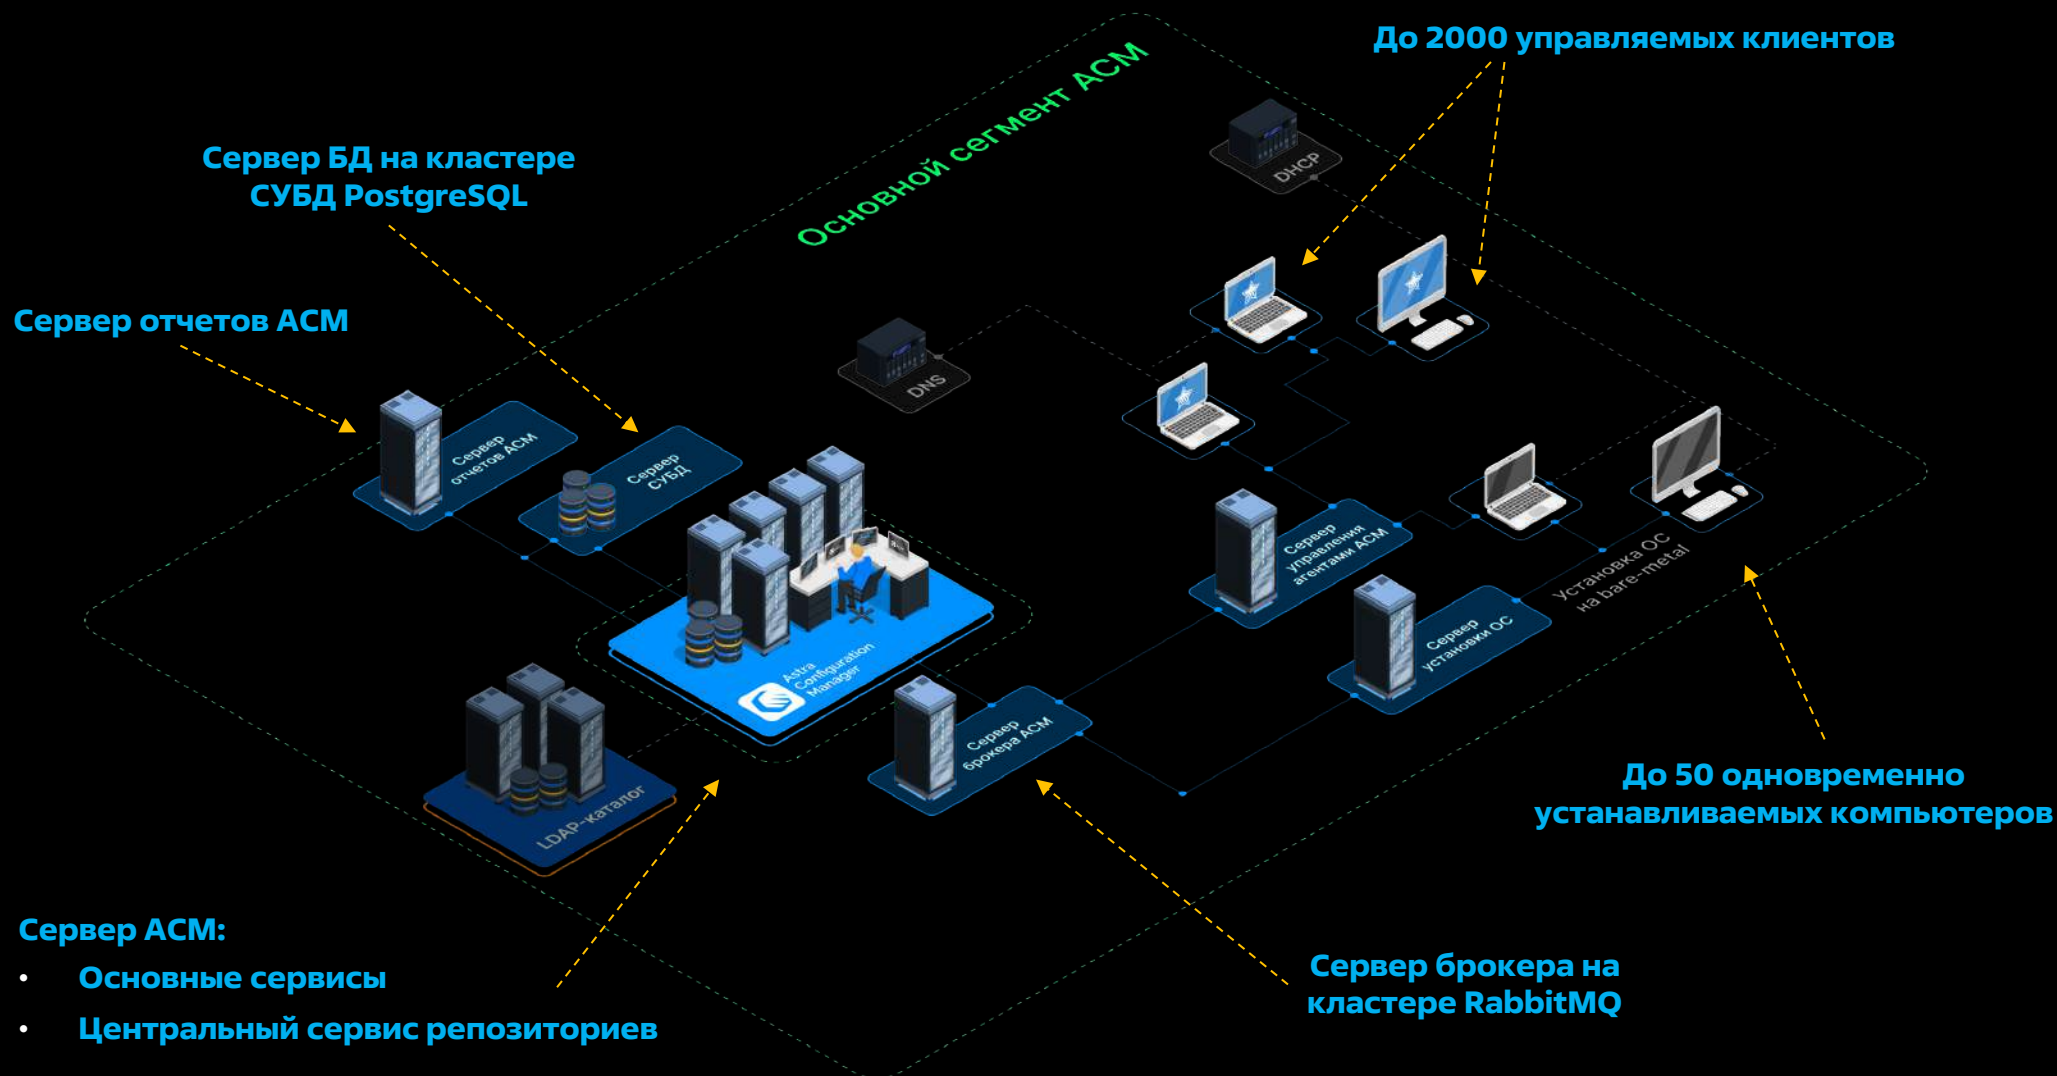 До 2000 управляемых клиентов
Основной сегмент ACM
DHCP
Сервер БД на кластере
СУБД PostgreSQL
Сервер отчетов ACM
DNS
Сервер
отчетов ACM
Сервер
СУБД
Сервер
управления
агентами ACM
Установка ОС
на bare-metal
Сервер
установки ОС
Astra
Configuration
Manager
Сервер
брокера ACM
LDAP-каталог
До 50 одновременно
устанавливаемых компьютеров
Сервер ACM:
• Основные сервисы
• Центральный сервис репозиториев
Сервер брокера на
кластере RabbitMQ